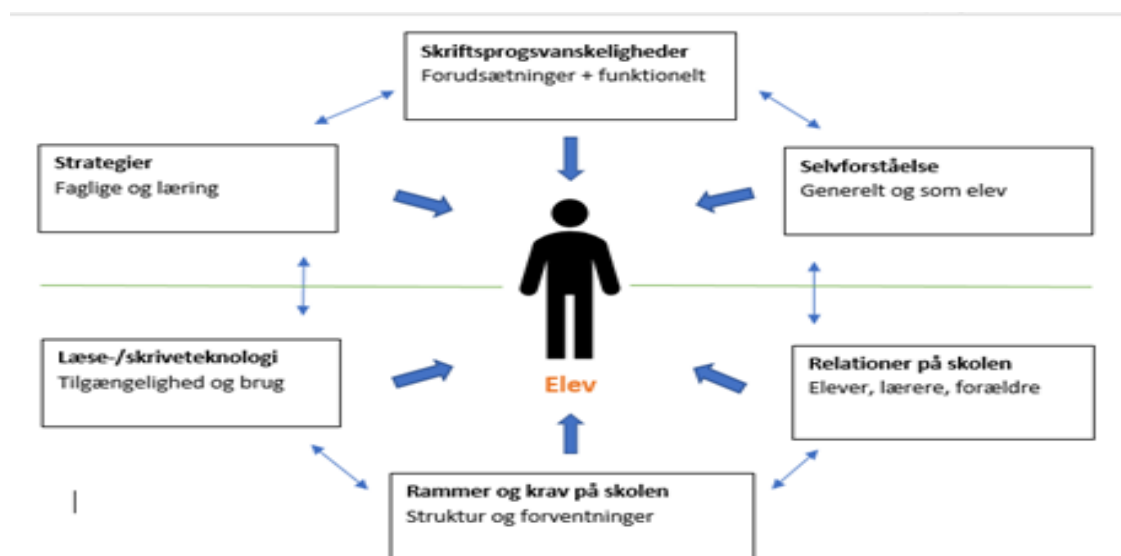 Skriftsprogsvanskeligheder
Forudsætninger + funktionelt
Strategier
Faglige og læring
Selvforståelse
Generelt og som elev
Læse-/skriveteknologi
Tilgængelighed og brug
Elev
Relationer på skolen
Elever, lærere, forældre
Rammer og krav på skolen
Struktur og forventninger